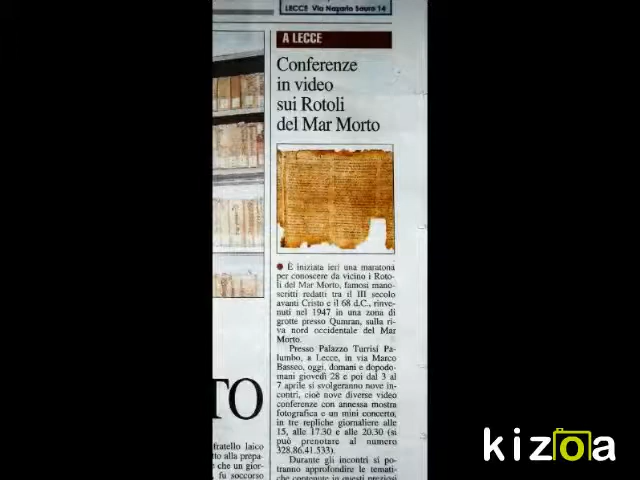 LECCE Via Nazario Sauro 14
A LECCE
Conferenze
in video
sui Rotoli
del Mar Morto
È iniziata ieri una maratona
per conoscere da vicino i Roto-
li del Mar Morto, famosi mano-
scritti redatti tra il III secolo
avanti Cristo e il 68 d.C., rinve-
nuti nel 1947 in una zona di
grotte presso Qumran, sulla ri-
va nord occidentale del Mar
Morto.
Presso Palazzo Turrisi Pa-
lumbo, a Lecce, in via Marco
Basseo, oggi, domani e dopodo-
mani giovedì 28 e poi dal 3 al
7 aprile si svolgeranno nove in-
contri, cioè nove diverse video
conferenze con annessa mostra
fotografica e un mini concerto,
in tre repliche giornaliere alle
15, alle 17.30 e alle 20.30 (si
può prenotare al numero
328.86.41.533).
Durante gli incontri si po-
tranno approfondire le temati-
che contenute in questi preziosi
TO
fratello laico
tto alla prepa-
che un gior-
fu soccorso
kizoa